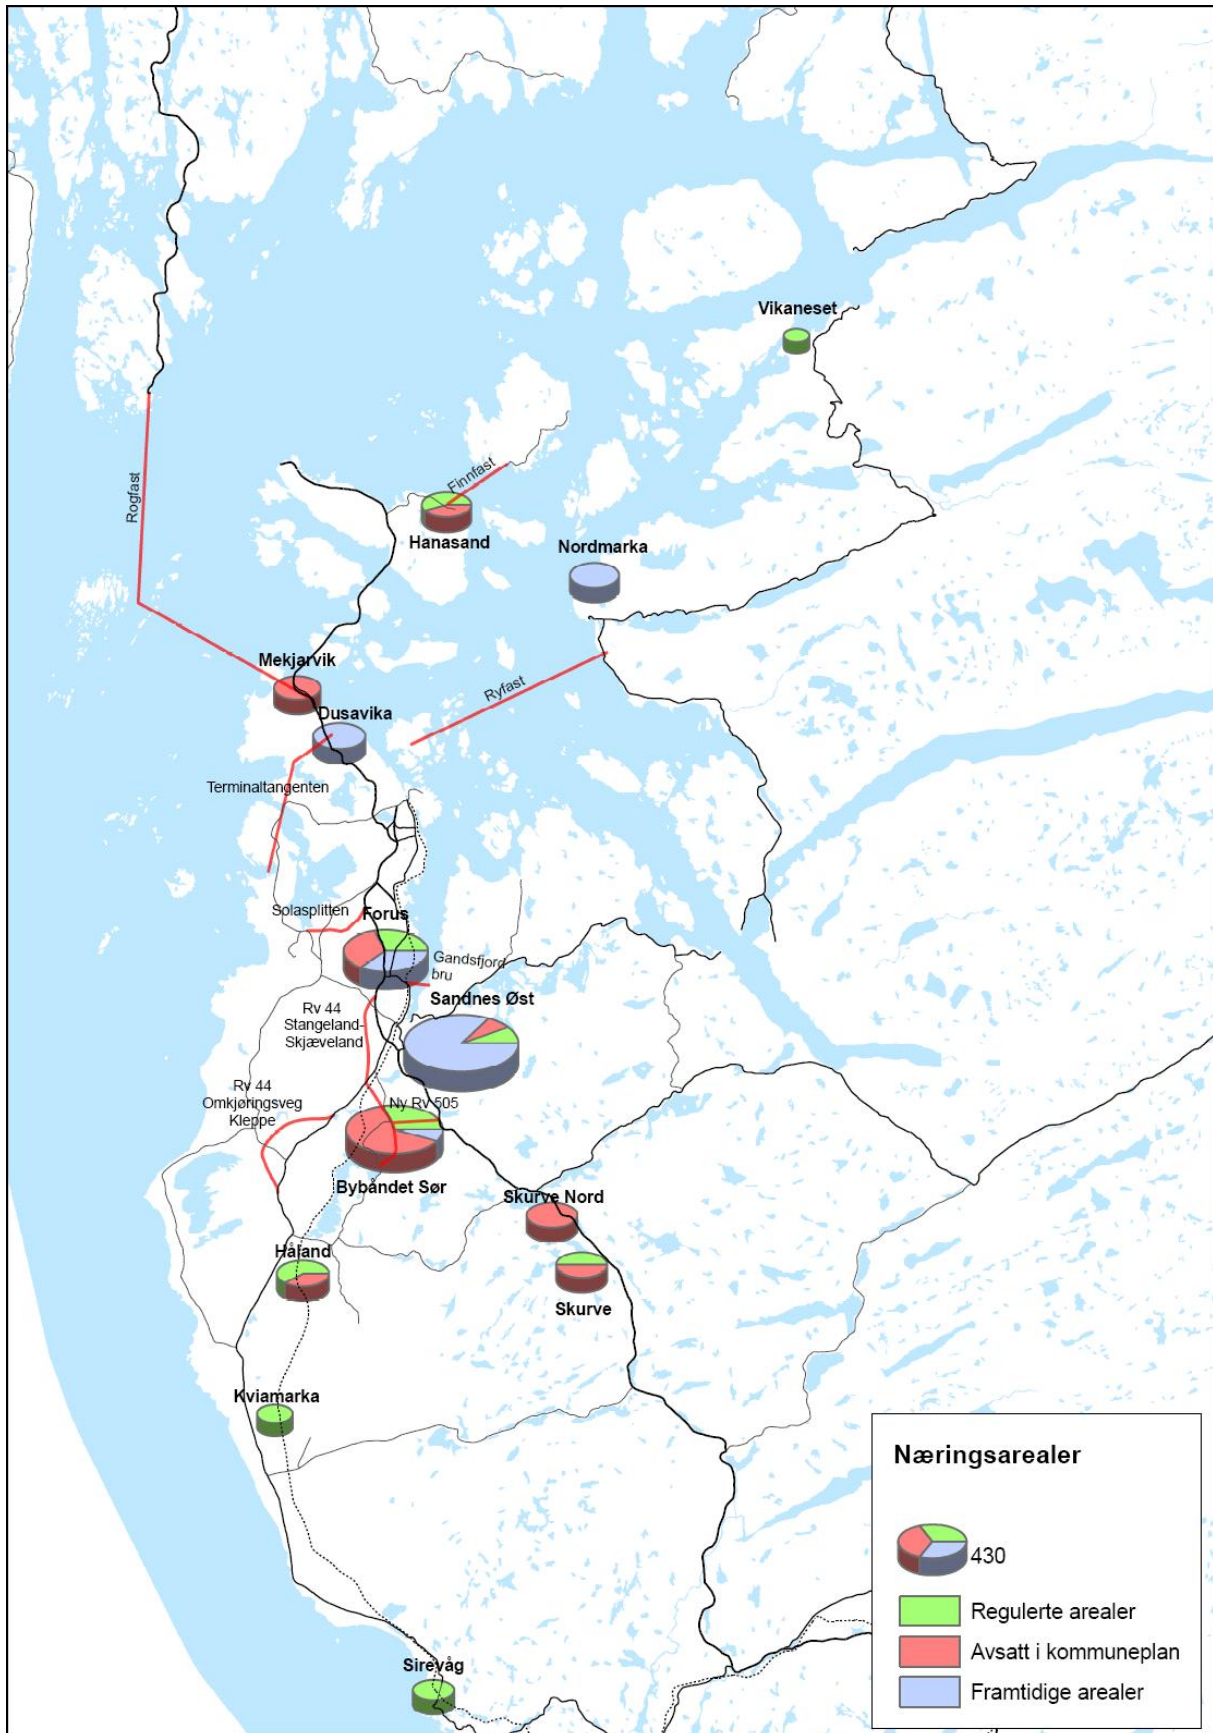 Vikaneset
Finnfast
Rogfast
Hanasand
Nordmarka
Mekjarvik
Ryfast
Dusavika
Terminaltangenten
Solasplitten
Forus
Gandsfjord
bru
Sandnes Øst
Rv 44
Stangeland-
Skjæveland
Rv 44
Omkjøringsveg
Kleppe
Ny Rv 505
Bybåndet Sør
Skurve Nord
Håland
Skurve
Kviamarka
Sirevåg
Næringsarealer
430
Regulerte arealer
Avsatt i kommuneplan
Framtidige arealer